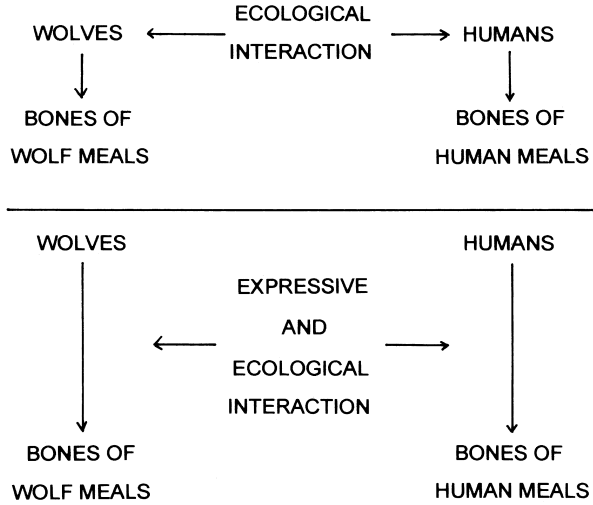 ECOLOGICAL
WOLVES
HUMANS
INTERACTION
BONES OF
WOLF MEALS
BONES OF
HUMAN MEALS
WOLVES
HUMANS
EXPRESSIVE
AND
ECOLOGICAL
INTERACTION
BONES OF
WOLF MEALS
BONES OF
HUMAN MEALS